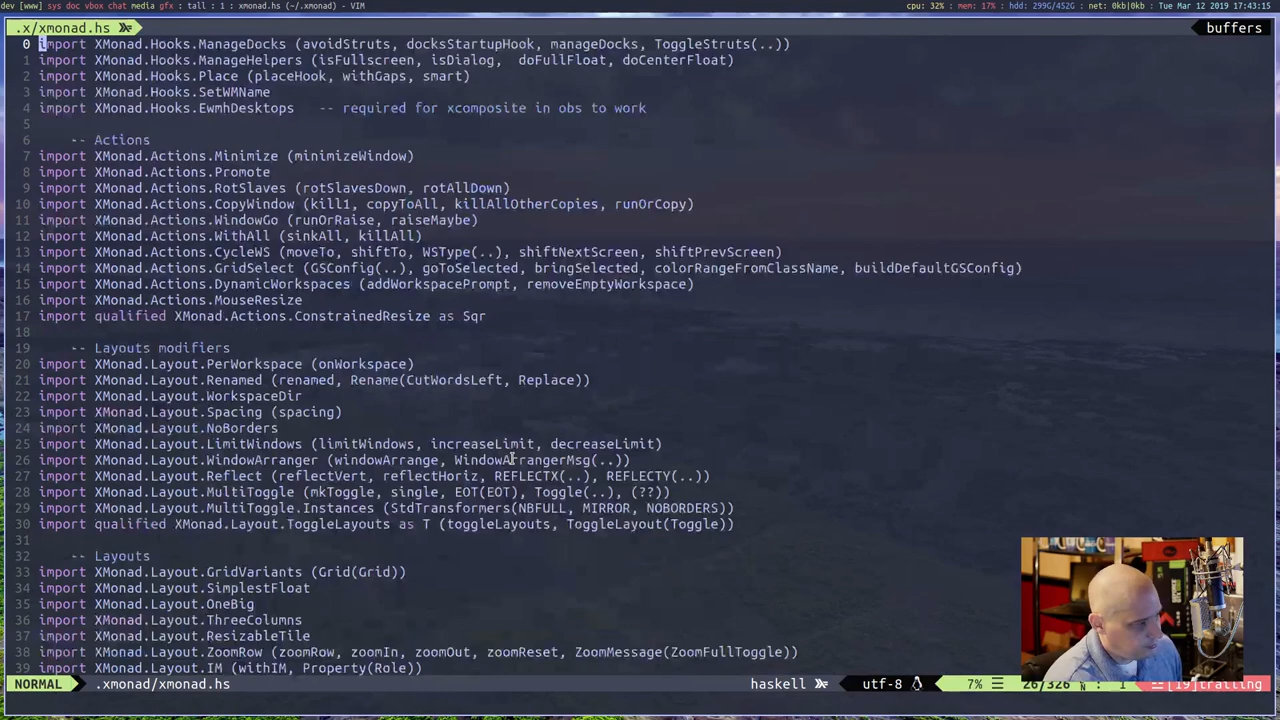 dev [www] sys doc vbox chat media gfx : tall : 1 : xmonad.hs (~/.xmonad) - VIM cpu: 32% : mem: 17% : hdd: 299G/452G : net: 0kb|0kb : Tue Mar 12 2019 17:43:15
.x/xmonad.hs buffers
0 import XMonad.Hooks.ManageDocks (avoidStruts, docksStartupHook, manageDocks, ToggleStruts(..))
1 import XMonad.Hooks.ManageHelpers (isFullscreen, isDialog,  doFullFloat, doCenterFloat)
2 import XMonad.Hooks.Place (placeHook, withGaps, smart)
3 import XMonad.Hooks.SetWMName
4 import XMonad.Hooks.EwmhDesktops   -- required for xcomposite in obs to work
5
6     -- Actions
7 import XMonad.Actions.Minimize (minimizeWindow)
8 import XMonad.Actions.Promote
9 import XMonad.Actions.RotSlaves (rotSlavesDown, rotAllDown)
10 import XMonad.Actions.CopyWindow (kill1, copyToAll, killAllOtherCopies, runOrCopy)
11 import XMonad.Actions.WindowGo (runOrRaise, raiseMaybe)
12 import XMonad.Actions.WithAll (sinkAll, killAll)
13 import XMonad.Actions.CycleWS (moveTo, shiftTo, WSType(..), shiftNextScreen, shiftPrevScreen)
14 import XMonad.Actions.GridSelect (GSConfig(..), goToSelected, bringSelected, colorRangeFromClassName, buildDefaultGSConfig)
15 import XMonad.Actions.DynamicWorkspaces (addWorkspacePrompt, removeEmptyWorkspace)
16 import XMonad.Actions.MouseResize
17 import qualified XMonad.Actions.ConstrainedResize as Sqr
18
19     -- Layouts modifiers
20 import XMonad.Layout.PerWorkspace (onWorkspace)
21 import XMonad.Layout.Renamed (renamed, Rename(CutWordsLeft, Replace))
22 import XMonad.Layout.WorkspaceDir
23 import XMonad.Layout.Spacing (spacing)
24 import XMonad.Layout.NoBorders
25 import XMonad.Layout.LimitWindows (limitWindows, increaseLimit, decreaseLimit)
26 import XMonad.Layout.WindowArranger (windowArrange, WindowArrangerMsg(..))
27 import XMonad.Layout.Reflect (reflectVert, reflectHoriz, REFLECTX(..), REFLECTY(..))
28 import XMonad.Layout.MultiToggle (mkToggle, single, EOT(EOT), Toggle(..), (??))
29 import XMonad.Layout.MultiToggle.Instances (StdTransformers(NBFULL, MIRROR, NOBORDERS))
30 import qualified XMonad.Layout.ToggleLayouts as T (toggleLayouts, ToggleLayout(Toggle))
31
32     -- Layouts
33 import XMonad.Layout.GridVariants (Grid(Grid))
34 import XMonad.Layout.SimplestFloat
35 import XMonad.Layout.OneBig
36 import XMonad.Layout.ThreeColumns
37 import XMonad.Layout.ResizableTile
38 import XMonad.Layout.ZoomRow (zoomRow, zoomIn, zoomOut, zoomReset, ZoomMessage(ZoomFullToggle))
39 import XMonad.Layout.IM (withIM, Property(Role))
NORMAL .xmonad/xmonad.hs haskell utf-8 7% ☰ 26/326 : 1 ☲ [19]trailing